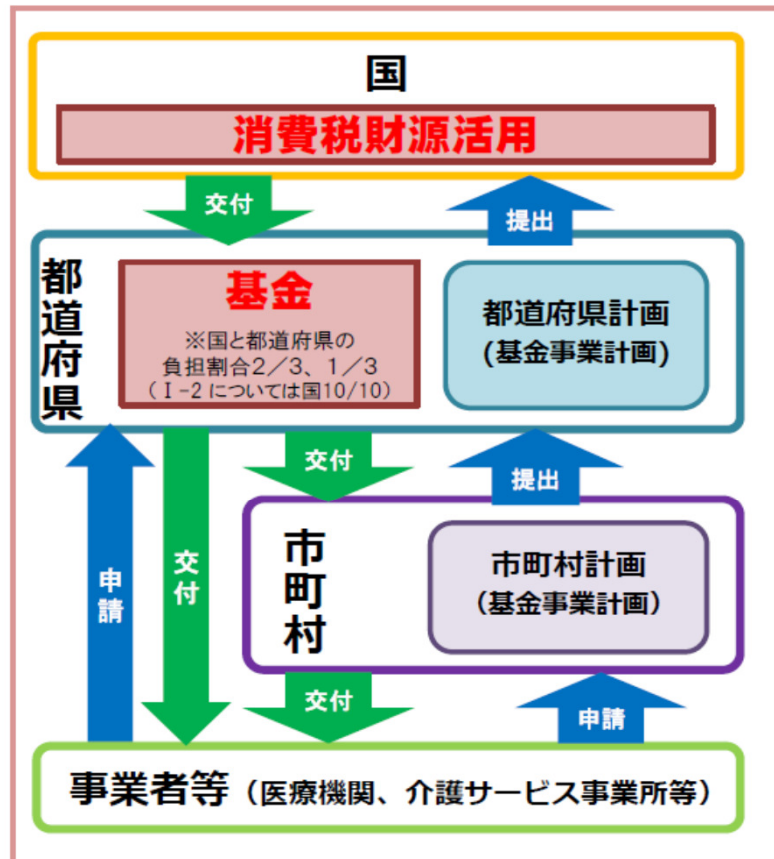 国
消費税財源活用
交付
提出
都道府県
基金
※国と都道府県の
負担割合2/3、1/3
(Ⅰ-2については国10/10)
都道府県計画
(基金事業計画)
交付
提出
申請
交付
市町村
市町村計画
(基金事業計画)
交付
申請
事業者等(医療機関、介護サービス事業所等)